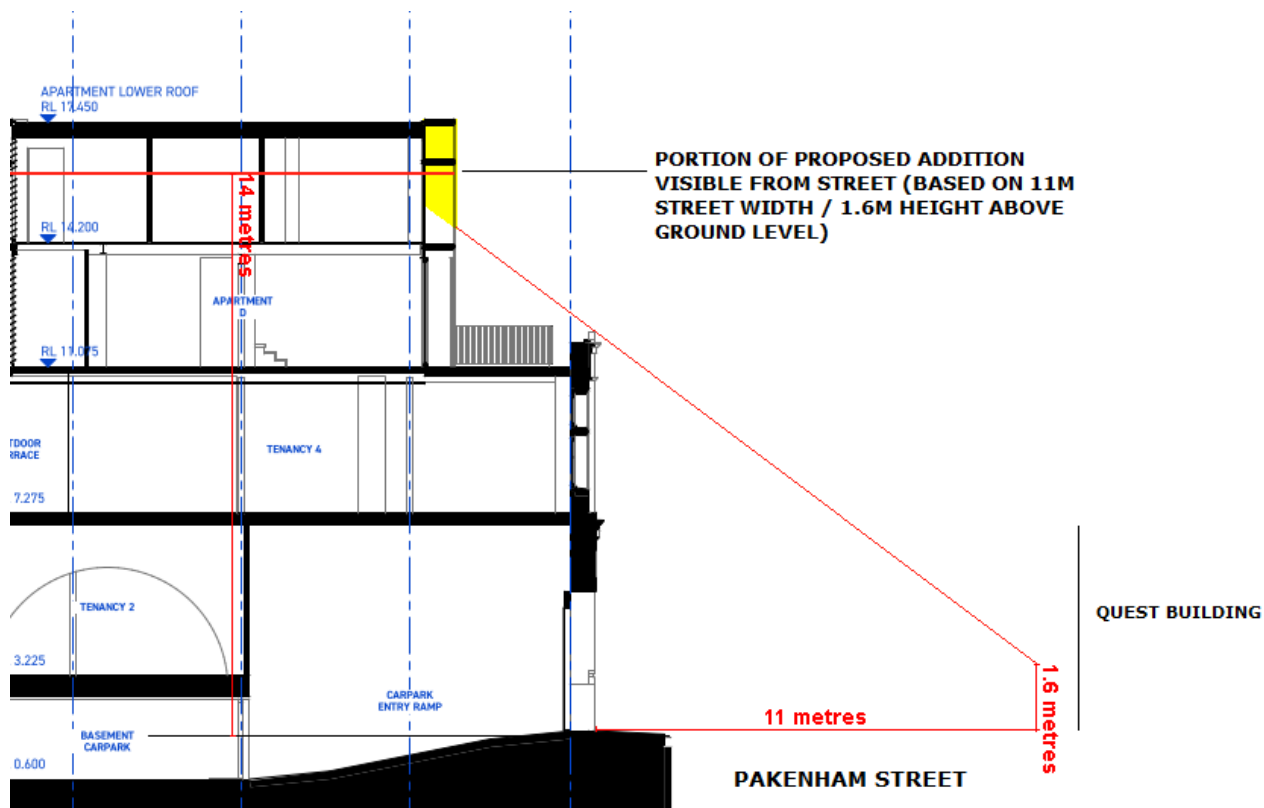 APARTMENT LOWER ROOF
RL 17.450
PORTION OF PROPOSED ADDITION
VISIBLE FROM STREET (BASED ON 11M
STREET WIDTH / 1.6M HEIGHT ABOVE
GROUND LEVEL)
14 metres
RL 14.200
APARTMENT
D
RL 11.075
TDOOR
RRACE
TENANCY 4
7.275
TENANCY 2
QUEST BUILDING
3.225
CARPARK
ENTRY RAMP
11 metres
1.6 metres
BASEMENT
CARPARK
0.600
PAKENHAM STREET